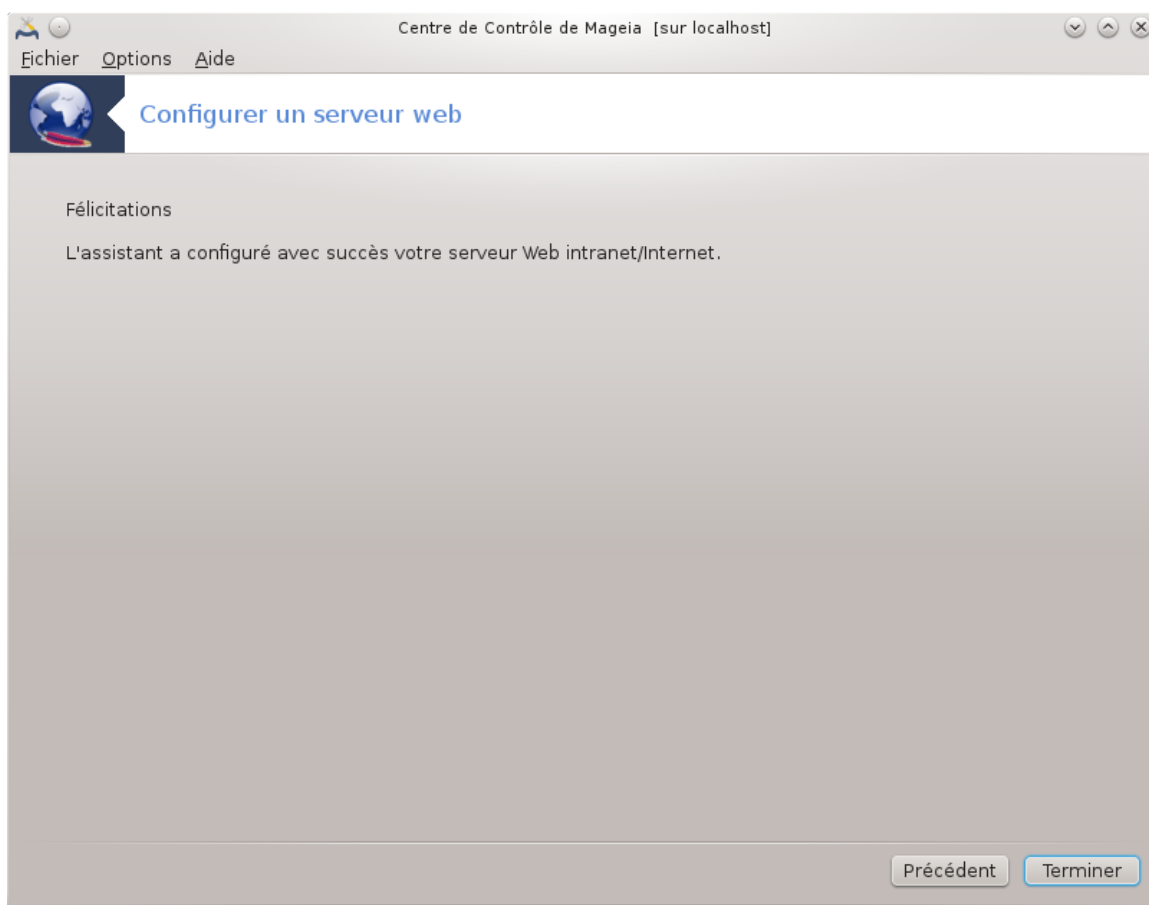 Centre de Contrôle de Mageia [sur localhost]
Fichier Options Aide
Configurer un serveur web
Félicitations
L'assistant a configuré avec succès votre serveur Web intranet/Internet.
Précédent Terminer